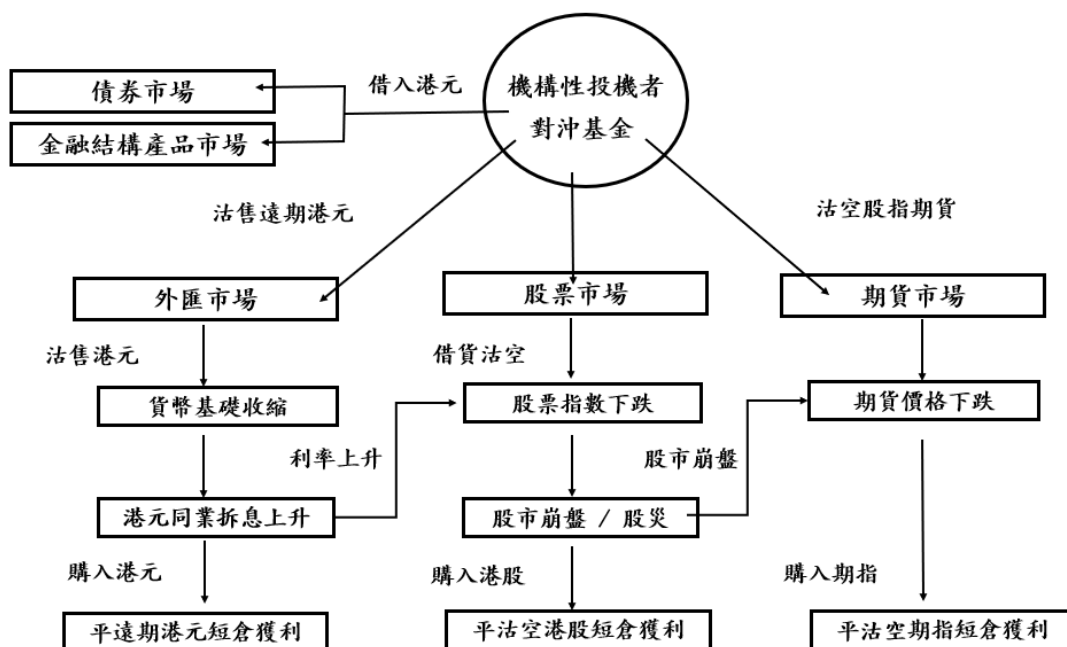 機構性投機者
對沖基金
債券市場
借入港元
金融結構產品市場
沽售遠期港元
沽空股指期貨
外匯市場
股票市場
期貨市場
沽售港元
借貨沽空
貨幣基礎收縮
股票指數下跌
期貨價格下跌
利率上升
股市崩盤
港元同業拆息上升
股市崩盤 / 股災
購入港元
購入港股
購入期指
平遠期港元短倉獲利
平沽空港股短倉獲利
平沽空期指短倉獲利